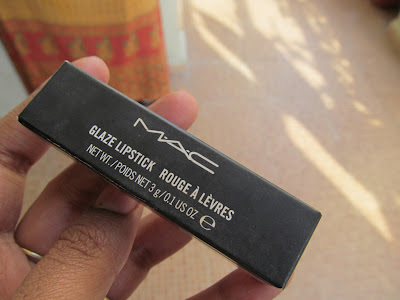 MAC
GLAZE LIPSTICK ROUGE À LÈVRES
NET WT./POIDS NET 3 g/0.1 US OZ ℮